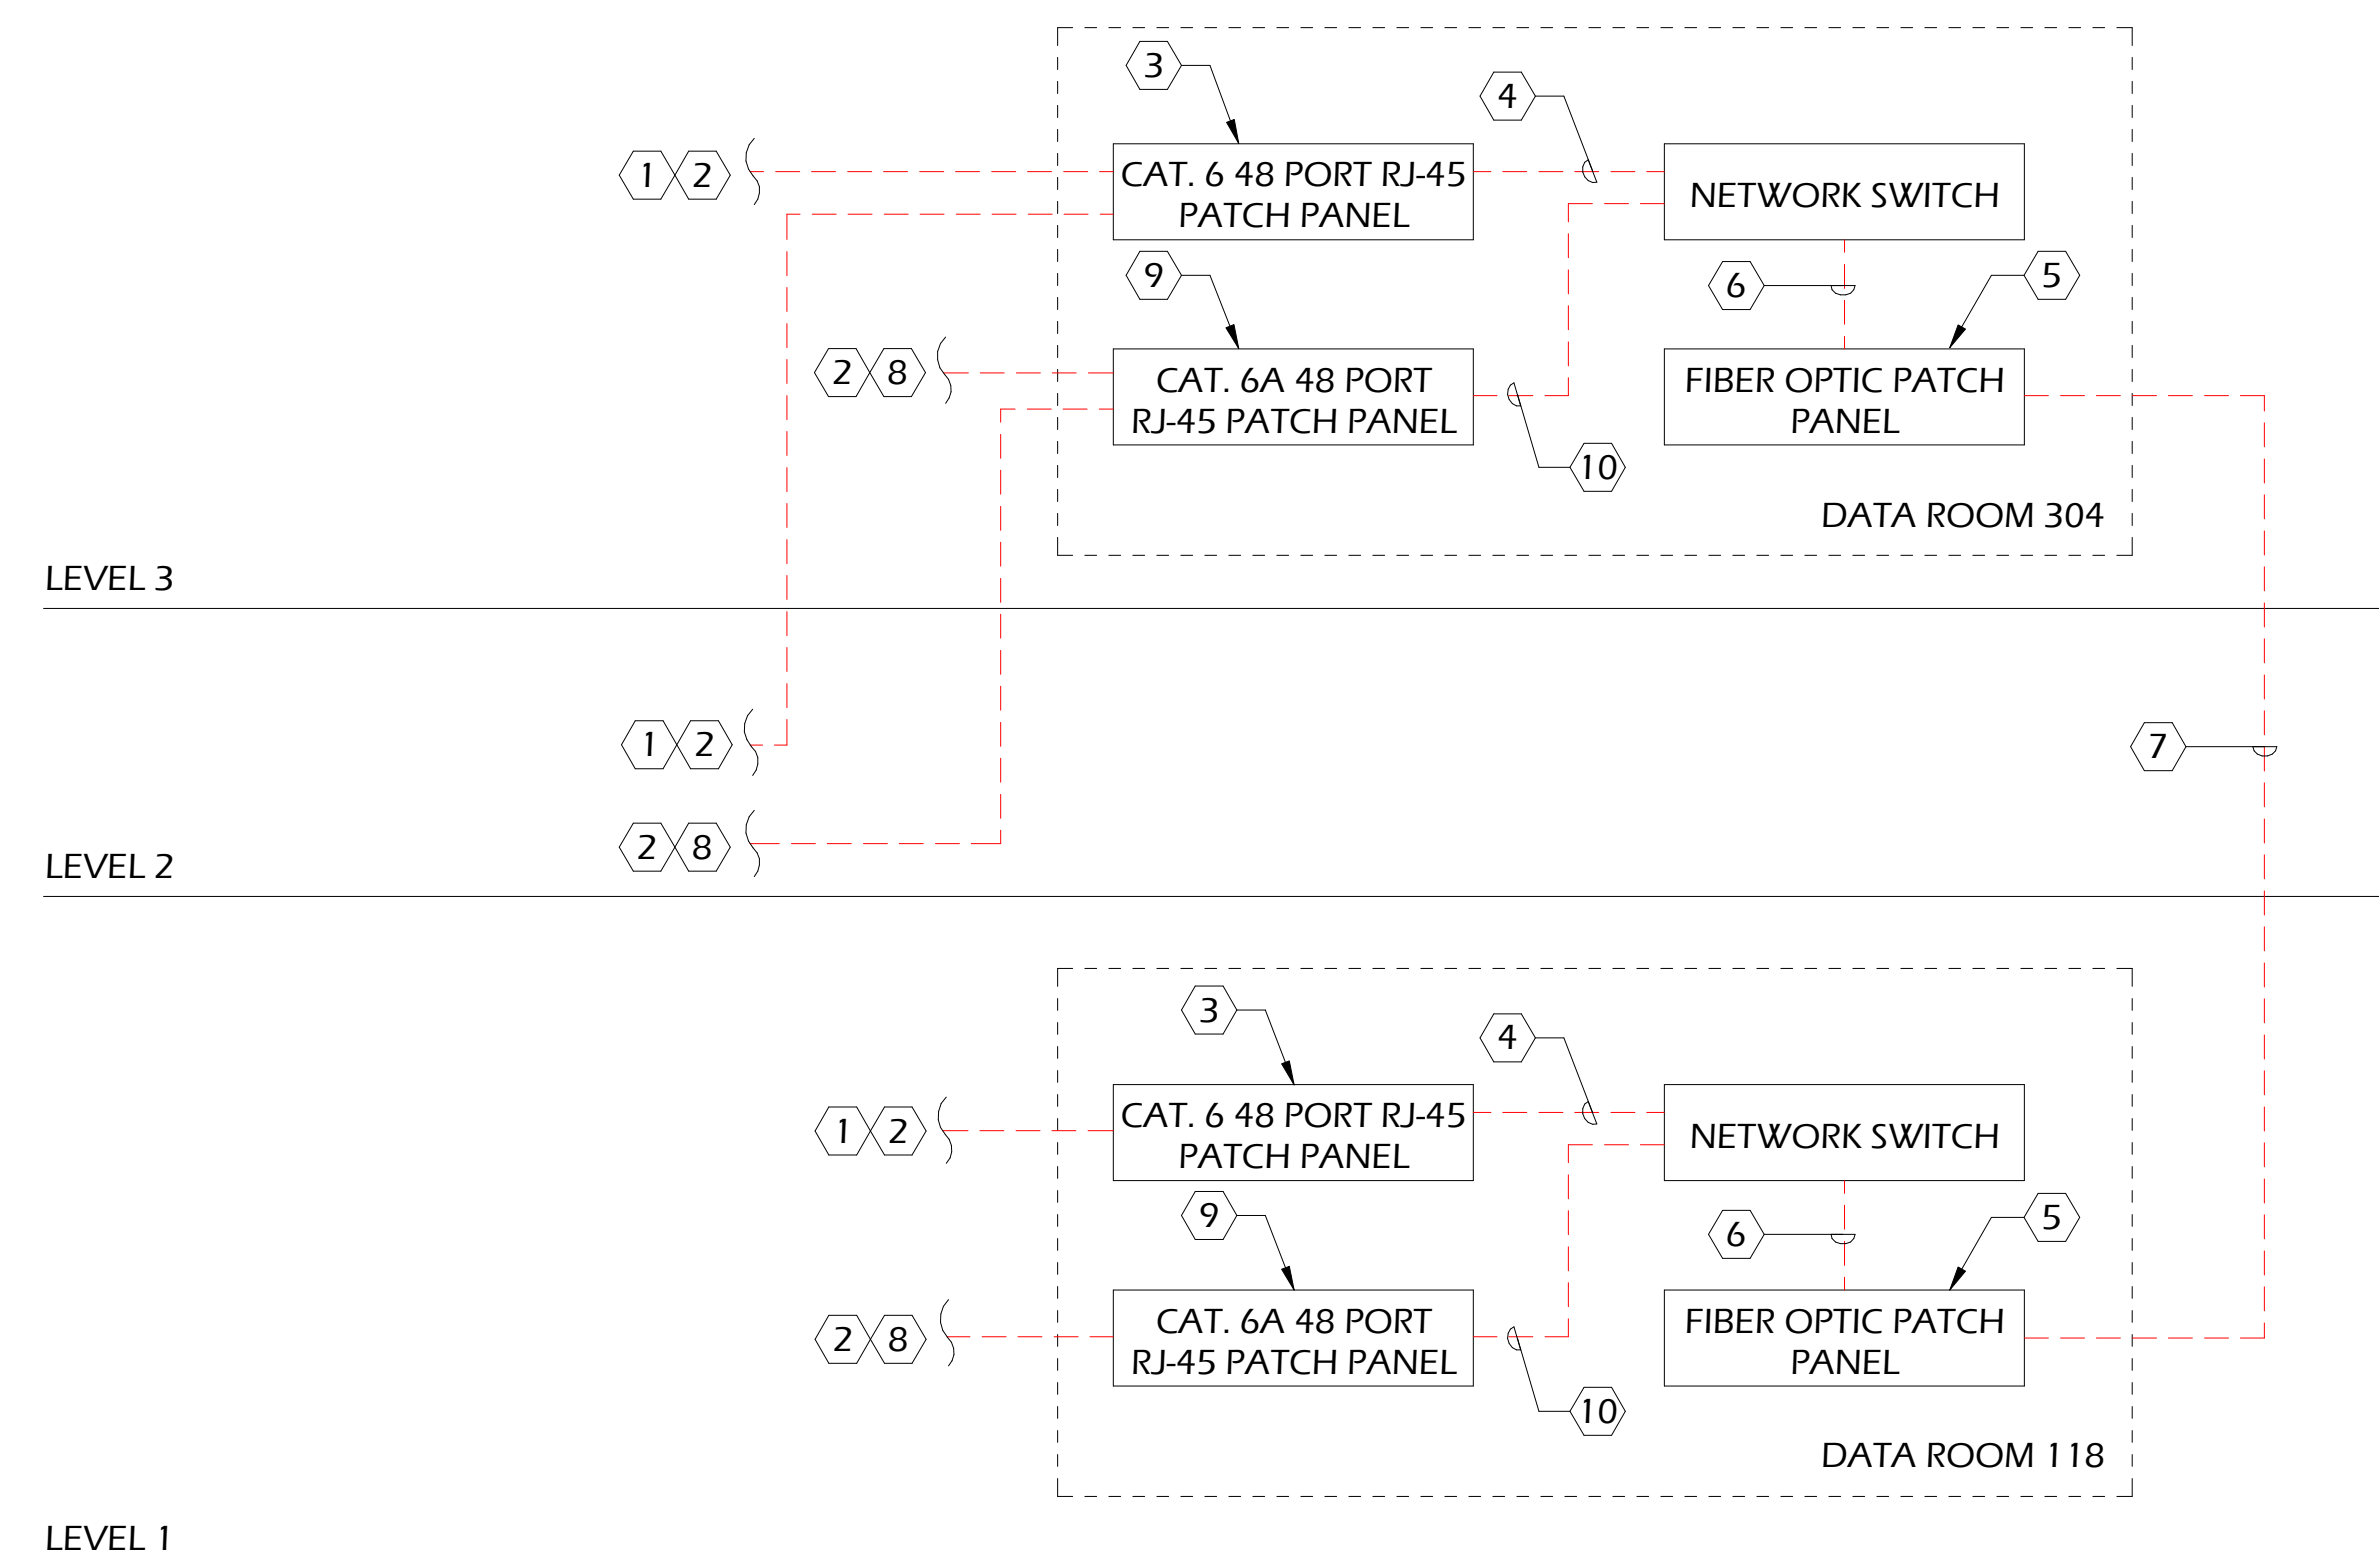 3
4
1 2
CAT. 6 48 PORT RJ-45
PATCH PANEL
NETWORK SWITCH
9
6
5
2 8
CAT. 6A 48 PORT
RJ-45 PATCH PANEL
FIBER OPTIC PATCH
PANEL
10
DATA ROOM 304
LEVEL 3
1 2
7
2 8
LEVEL 2
3
4
1 2
CAT. 6 48 PORT RJ-45
PATCH PANEL
NETWORK SWITCH
9
6
5
2 8
CAT. 6A 48 PORT
RJ-45 PATCH PANEL
FIBER OPTIC PATCH
PANEL
10
DATA ROOM 118
LEVEL 1